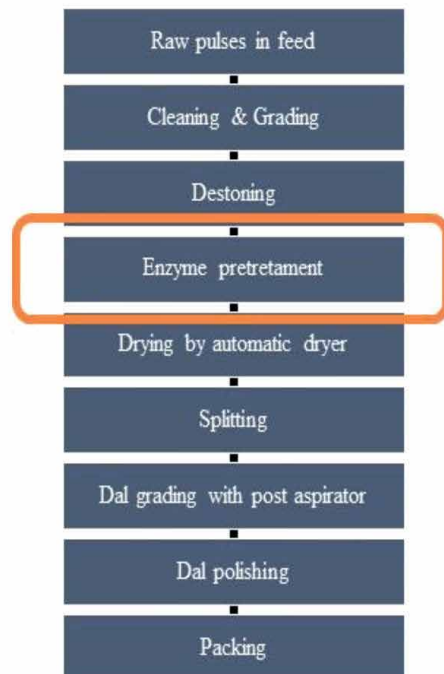 Raw pulses in feed
Cleaning & Grading
Destoning
Enzyme pretretament
Drying by automatic dryer
Splitting
Dal grading with post aspirator
Dal polishing
Packing